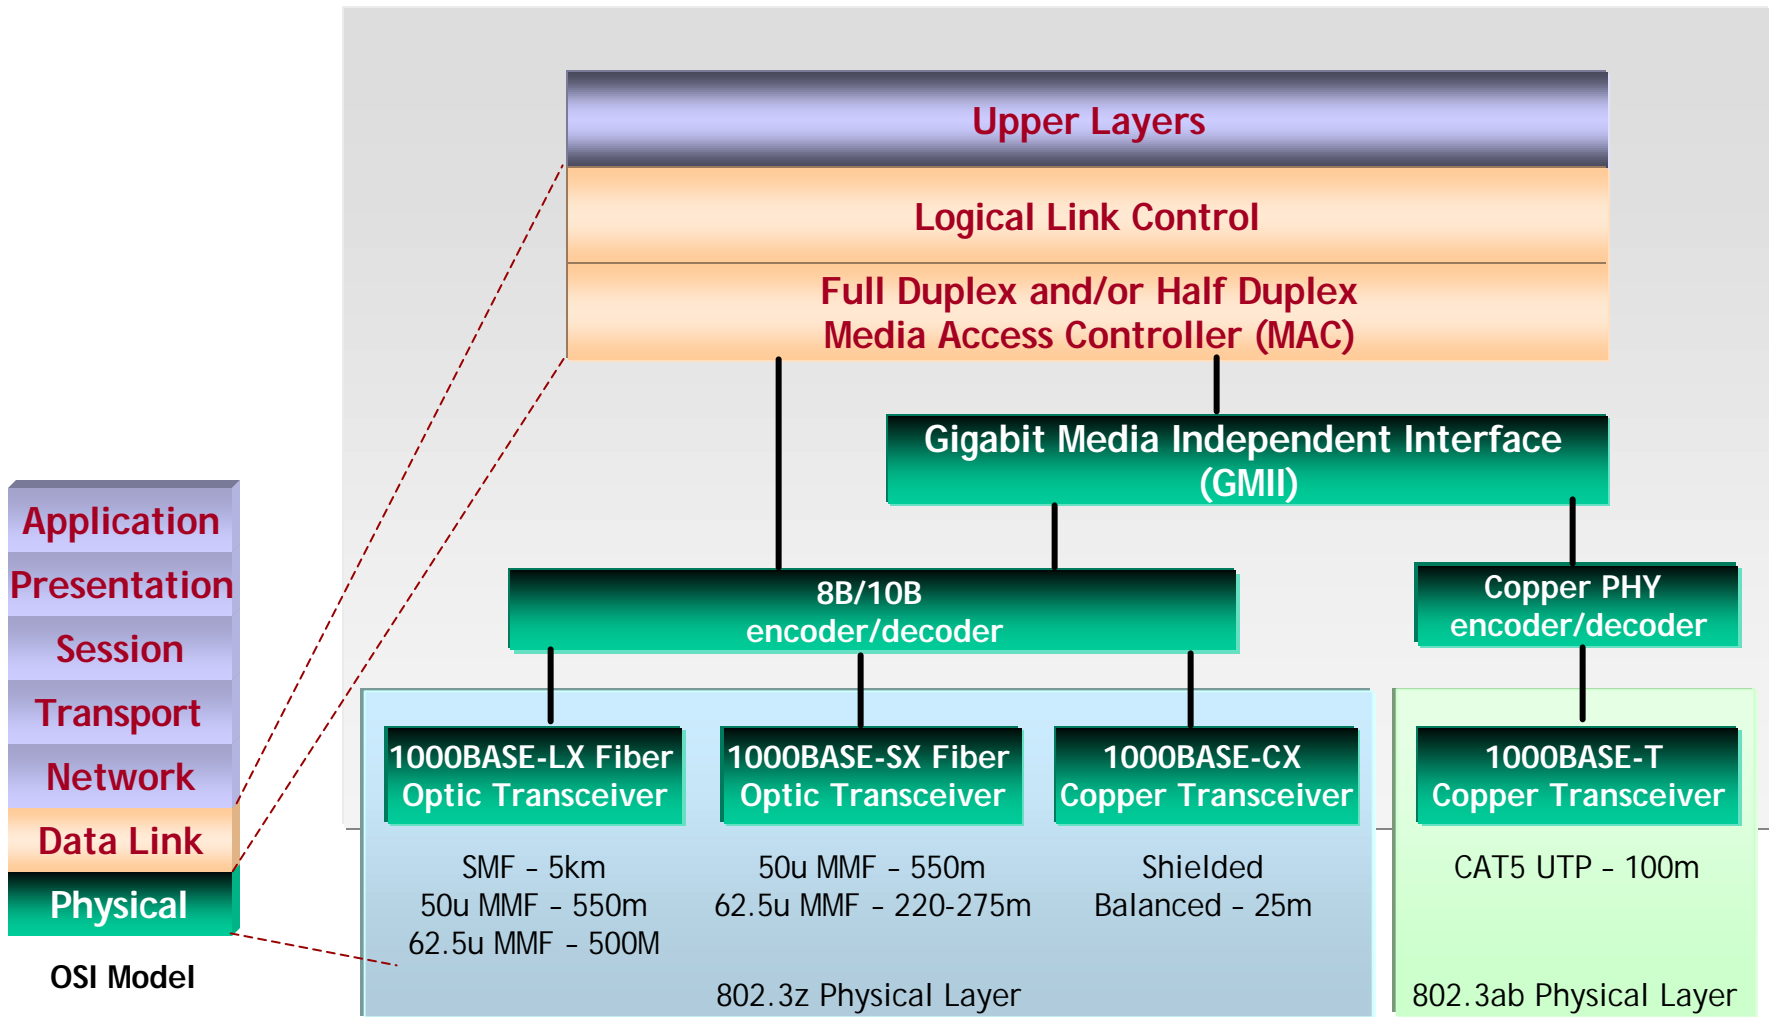 Upper Layers
Logical Link Control
Full Duplex and/or Half Duplex
Media Access Controller (MAC)
Gigabit Media Independent Interface
(GMII)
8B/10B
encoder/decoder
Copper PHY
encoder/decoder
1000BASE-LX Fiber
Optic Transceiver
1000BASE-SX Fiber
Optic Transceiver
1000BASE-CX
Copper Transceiver
1000BASE-T
Copper Transceiver
SMF – 5km
50u MMF – 550m
62.5u MMF – 500M
50u MMF – 550m
62.5u MMF – 220-275m
Shielded
Balanced – 25m
CAT5 UTP – 100m
802.3z Physical Layer
802.3ab Physical Layer
Application
Presentation
Session
Transport
Network
Data Link
Physical
OSI Model